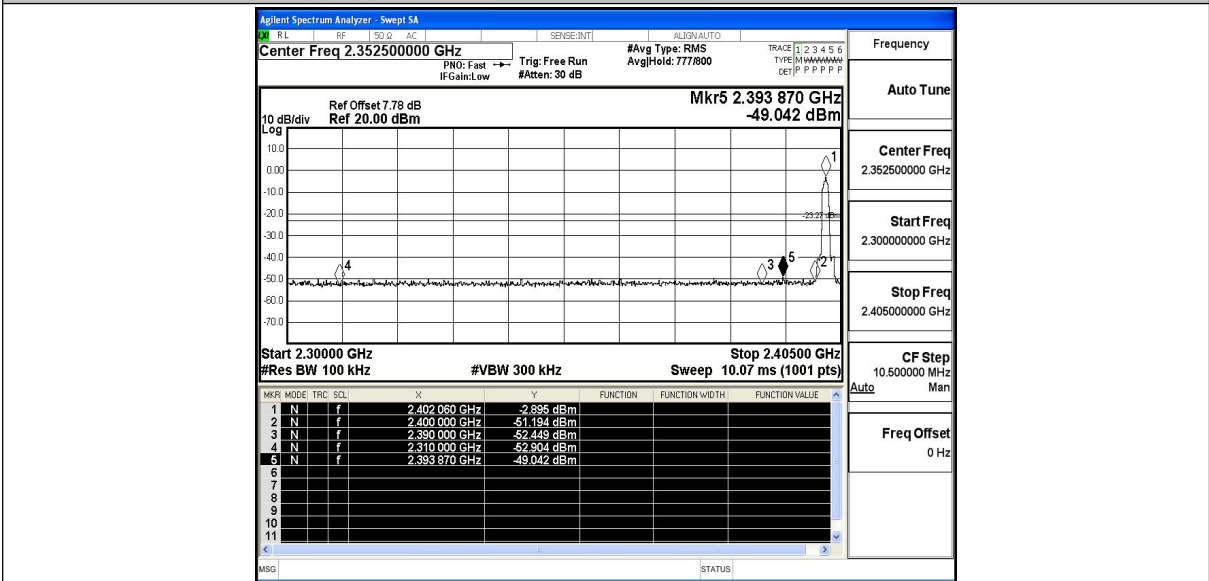 Agilent Spectrum Analyzer - Swept SA
RL RF 50 Ω AC SENSE:INT ALIGNAUTO
Center Freq 2.352500000 GHz
PNO: Fast
IFGain:Low
Trig: Free Run
#Atten: 30 dB
#Avg Type: RMS
Avg|Hold: 777/800
TRACE 1 2 3 4 5 6
TYPE M
DET P P P P P P
Mkr5 2.393 870 GHz
-49.042 dBm
Ref Offset 7.78 dB
10 dB/div Ref 20.00 dBm
Log
10.0
0.00
-10.0
-20.0
-30.0
-40.0
-50.0
-60.0
-70.0
1
-23.27 dBm
4
3
5
2
Start 2.30000 GHz
Stop 2.40500 GHz
#Res BW 100 kHz
#VBW 300 kHz
Sweep 10.07 ms (1001 pts)
MKR MODE TRC SCL X Y FUNCTION FUNCTION WIDTH FUNCTION VALUE
1 N f 2.402 060 GHz -2.895 dBm
2 N f 2.400 000 GHz -51.194 dBm
3 N f 2.390 000 GHz -52.449 dBm
4 N f 2.310 000 GHz -52.904 dBm
5 N f 2.393 870 GHz -49.042 dBm
6
7
8
9
10
11
MSG
STATUS
Frequency
Auto Tune
Center Freq
2.352500000 GHz
Start Freq
2.300000000 GHz
Stop Freq
2.405000000 GHz
CF Step
10.500000 MHz
Auto Man
Freq Offset
0 Hz